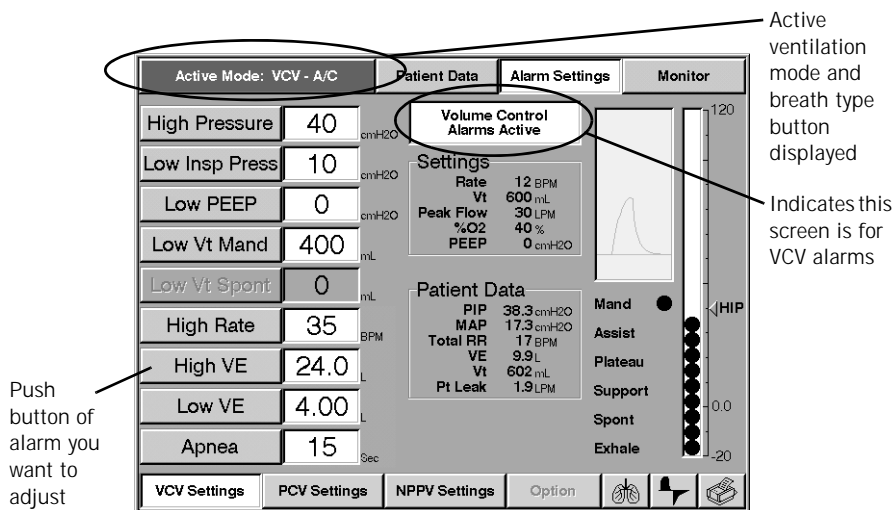 Active
ventilation
mode and
breath type
button
displayed
Active Mode: VCV - A/C
Patient Data
Alarm Settings
Monitor
High Pressure 40 cmH2O
Low Insp Press 10 cmH2O
Low PEEP 0 cmH2O
Low Vt Mand 400 mL
Low Vt Spont 0 mL
High Rate 35 BPM
High VE 24.0 L
Low VE 4.00 L
Apnea 15 Sec
Volume Control
Alarms Active
Settings
Rate 12 BPM
Vt 600 mL
Peak Flow 30 LPM
%O2 40 %
PEEP 0 cmH2O
Patient Data
PIP 38.3 cmH2O
MAP 17.3 cmH2O
Total RR 17 BPM
VE 9.9 L
Vt 602 mL
Pt Leak 1.9 LPM
Mand
Assist
Plateau
Support
Spont
Exhale
120
HIP
0.0
-20
Indicates this
screen is for
VCV alarms
Push
button of
alarm you
want to
adjust
VCV Settings
PCV Settings
NPPV Settings
Option